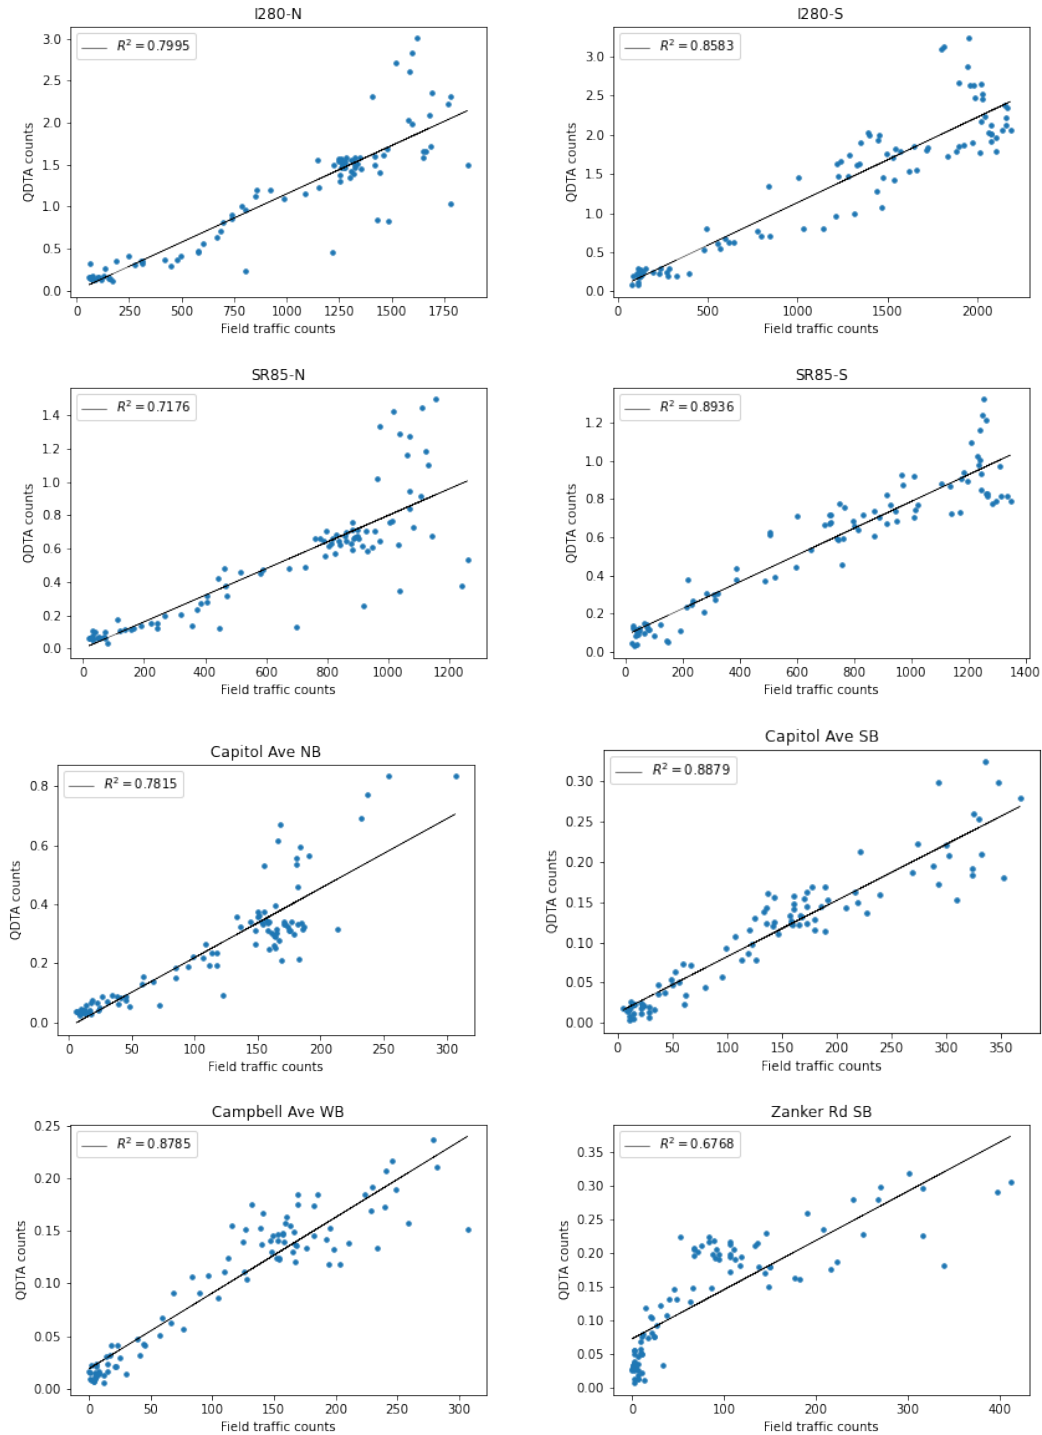 I280-N
R² = 0.7995
3.0
2.5
2.0
1.5
1.0
0.5
0.0
QDTA counts
0 250 500 750 1000 1250 1500 1750
Field traffic counts
I280-S
R² = 0.8583
3.0
2.5
2.0
1.5
1.0
0.5
0.0
QDTA counts
0 500 1000 1500 2000
Field traffic counts
SR85-N
R² = 0.7176
1.4
1.2
1.0
0.8
0.6
0.4
0.2
0.0
QDTA counts
0 200 400 600 800 1000 1200
Field traffic counts
SR85-S
R² = 0.8936
1.2
1.0
0.8
0.6
0.4
0.2
0.0
QDTA counts
0 200 400 600 800 1000 1200 1400
Field traffic counts
Capitol Ave NB
R² = 0.7815
0.8
0.6
0.4
0.2
0.0
QDTA counts
0 50 100 150 200 250 300
Field traffic counts
Capitol Ave SB
R² = 0.8879
0.30
0.25
0.20
0.15
0.10
0.05
0.00
QDTA counts
0 50 100 150 200 250 300 350
Field traffic counts
Campbell Ave WB
R² = 0.8785
0.25
0.20
0.15
0.10
0.05
0.00
QDTA counts
0 50 100 150 200 250 300
Field traffic counts
Zanker Rd SB
R² = 0.6768
0.35
0.30
0.25
0.20
0.15
0.10
0.05
0.00
QDTA counts
0 100 200 300 400
Field traffic counts